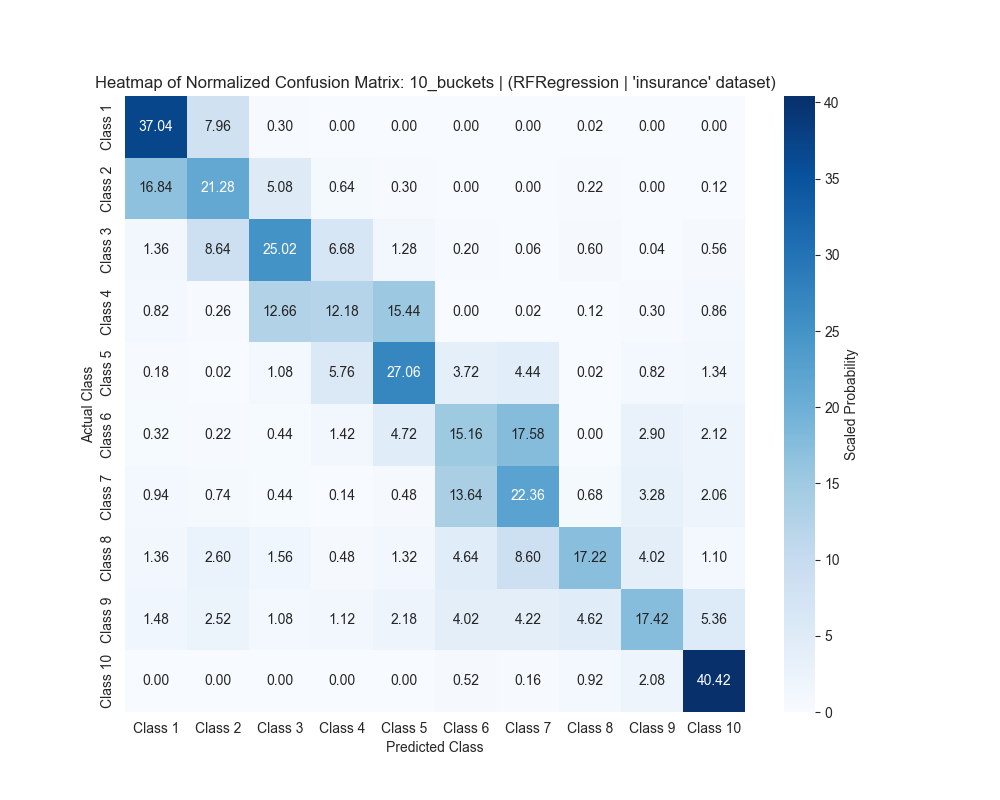 Heatmap of Normalized Confusion Matrix: 10_buckets | (RFRegression | 'insurance' dataset)
Actual Class
Class 1 37.04 7.96 0.30 0.00 0.00 0.00 0.00 0.02 0.00 0.00
Class 2 16.84 21.28 5.08 0.64 0.30 0.00 0.00 0.22 0.00 0.12
Class 3 1.36 8.64 25.02 6.68 1.28 0.20 0.06 0.60 0.04 0.56
Class 4 0.82 0.26 12.66 12.18 15.44 0.00 0.02 0.12 0.30 0.86
Class 5 0.18 0.02 1.08 5.76 27.06 3.72 4.44 0.02 0.82 1.34
Class 6 0.32 0.22 0.44 1.42 4.72 15.16 17.58 0.00 2.90 2.12
Class 7 0.94 0.74 0.44 0.14 0.48 13.64 22.36 0.68 3.28 2.06
Class 8 1.36 2.60 1.56 0.48 1.32 4.64 8.60 17.22 4.02 1.10
Class 9 1.48 2.52 1.08 1.12 2.18 4.02 4.22 4.62 17.42 5.36
Class 10 0.00 0.00 0.00 0.00 0.00 0.52 0.16 0.92 2.08 40.42
Class 1 Class 2 Class 3 Class 4 Class 5 Class 6 Class 7 Class 8 Class 9 Class 10
Predicted Class
40
35
30
25
20
15
10
5
0
Scaled Probability